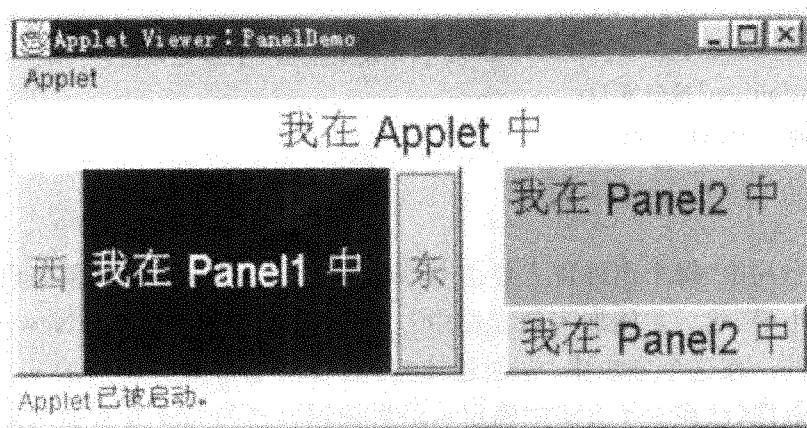 Applet Viewer:PanelDemo
Applet
我在 Applet 中
西
我在 Panel1 中
东
我在 Panel2 中
我在 Panel2 中
Applet 已被启动。